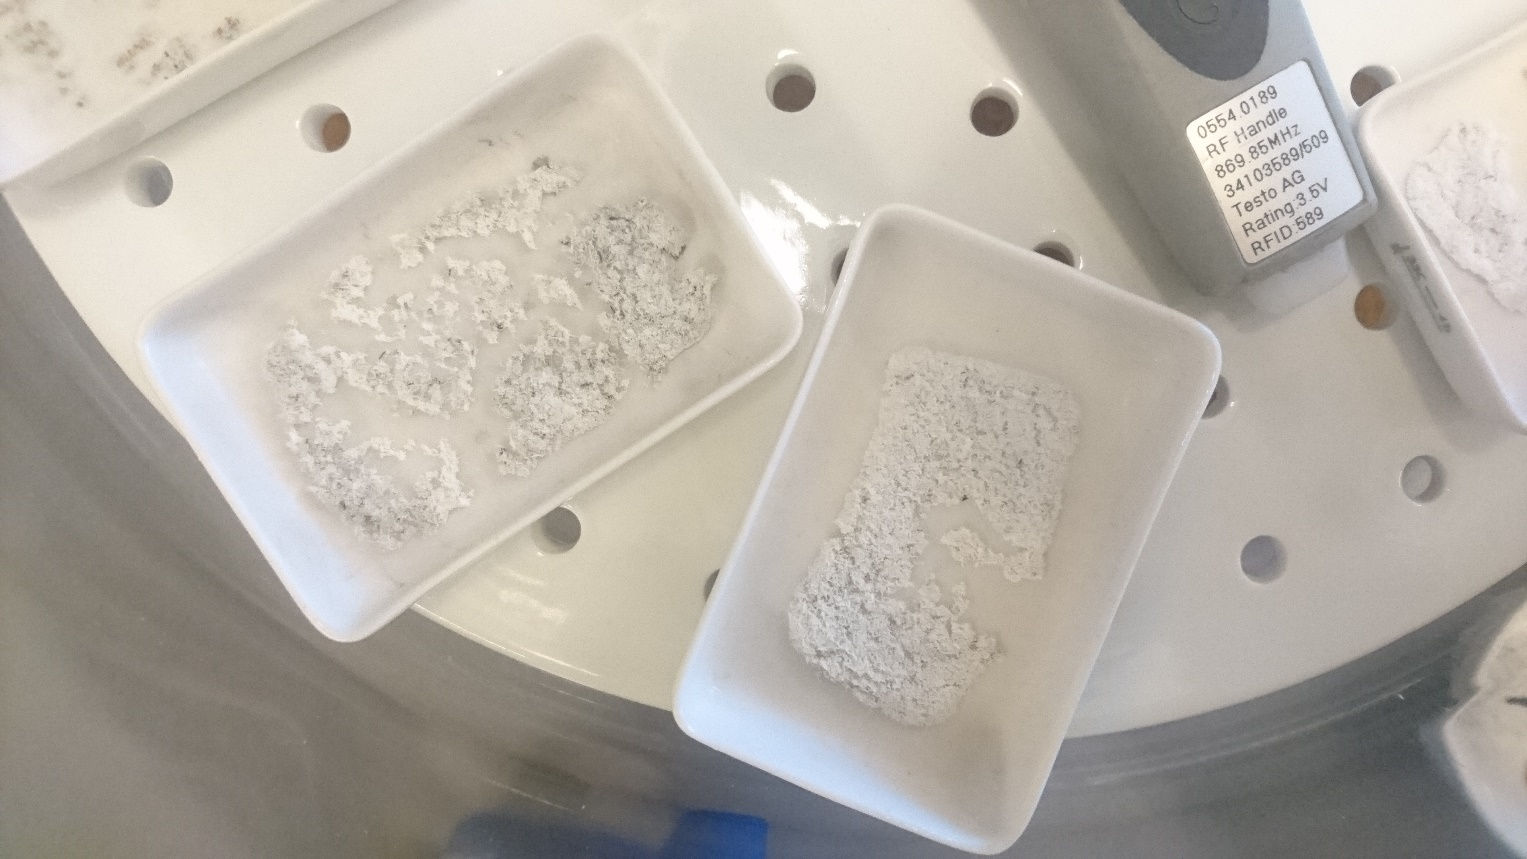 0554.0189
RF Handle
869.85MHz
34103589/509
Testo AG
Rating:3.5V
RFID:589